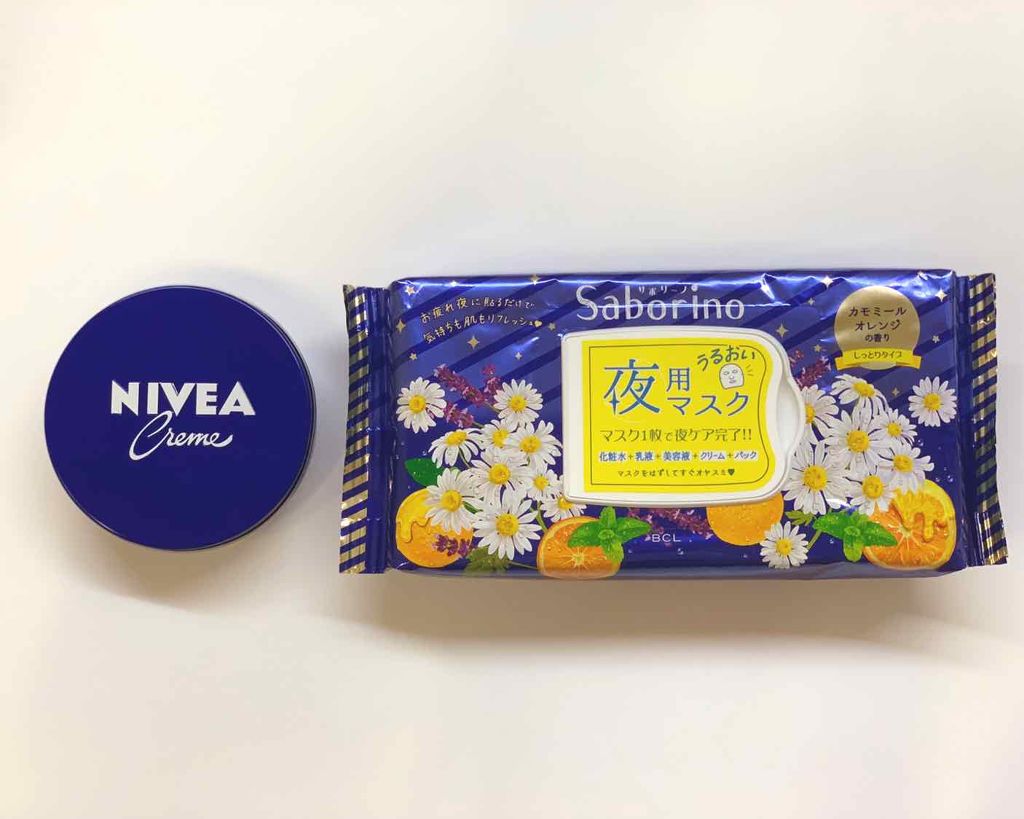 NIVEA
Creme
お疲れ夜に貼るだけで
気持ちも肌もリフレッシュ♥
サボリーノ
Saborino
カモミール
オレンジ
の香り
しっとりタイプ
うるおい
夜用
マスク
マスク1枚で夜ケア完了!!
化粧水+乳液+美容液+クリーム+パック
マスクをはずしてすぐオヤスミ♥
BCL